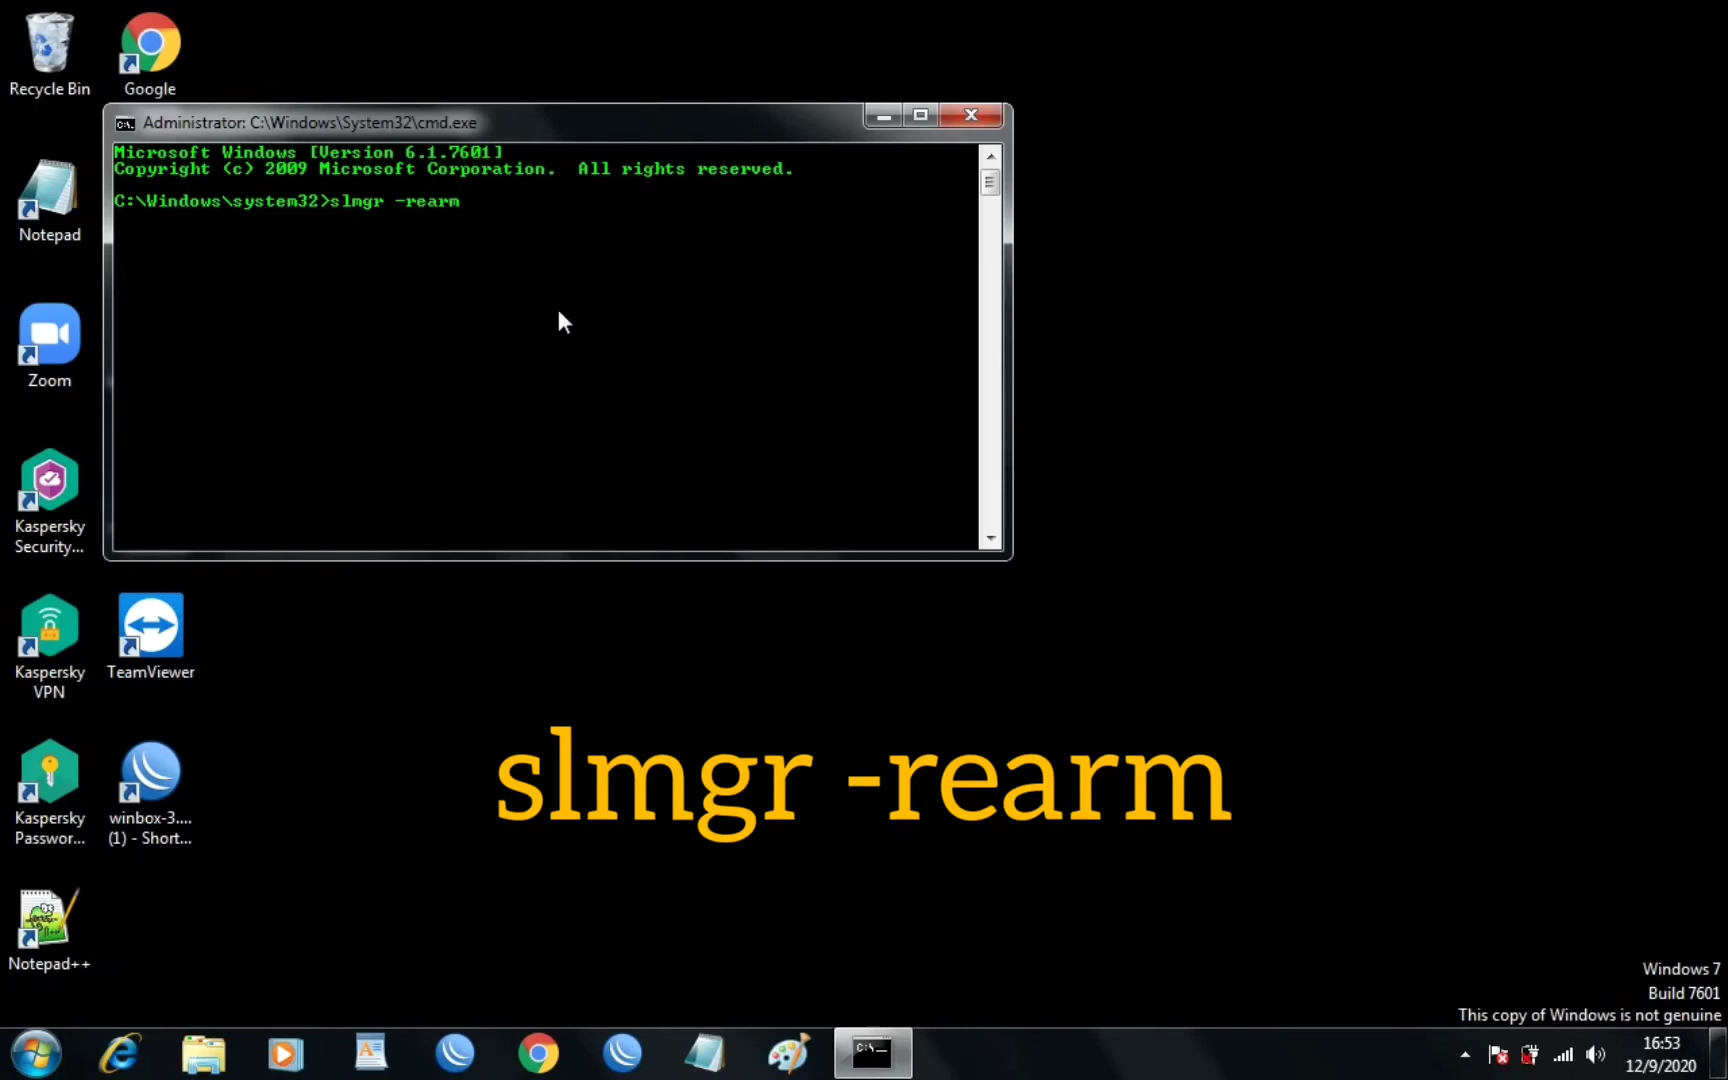 Recycle Bin
Google
Administrator: C:\Windows\System32\cmd.exe
Microsoft Windows [Version 6.1.7601]
Copyright (c) 2009 Microsoft Corporation.  All rights reserved.
C:\Windows\system32>slmgr -rearm
Notepad
Zoom
Kaspersky
Security...
Kaspersky
VPN
TeamViewer
Kaspersky
Passwor...
winbox-3....
(1) - Short...
Notepad++
slmgr -rearm
Windows 7
Build 7601
This copy of Windows is not genuine
16:53
12/9/2020